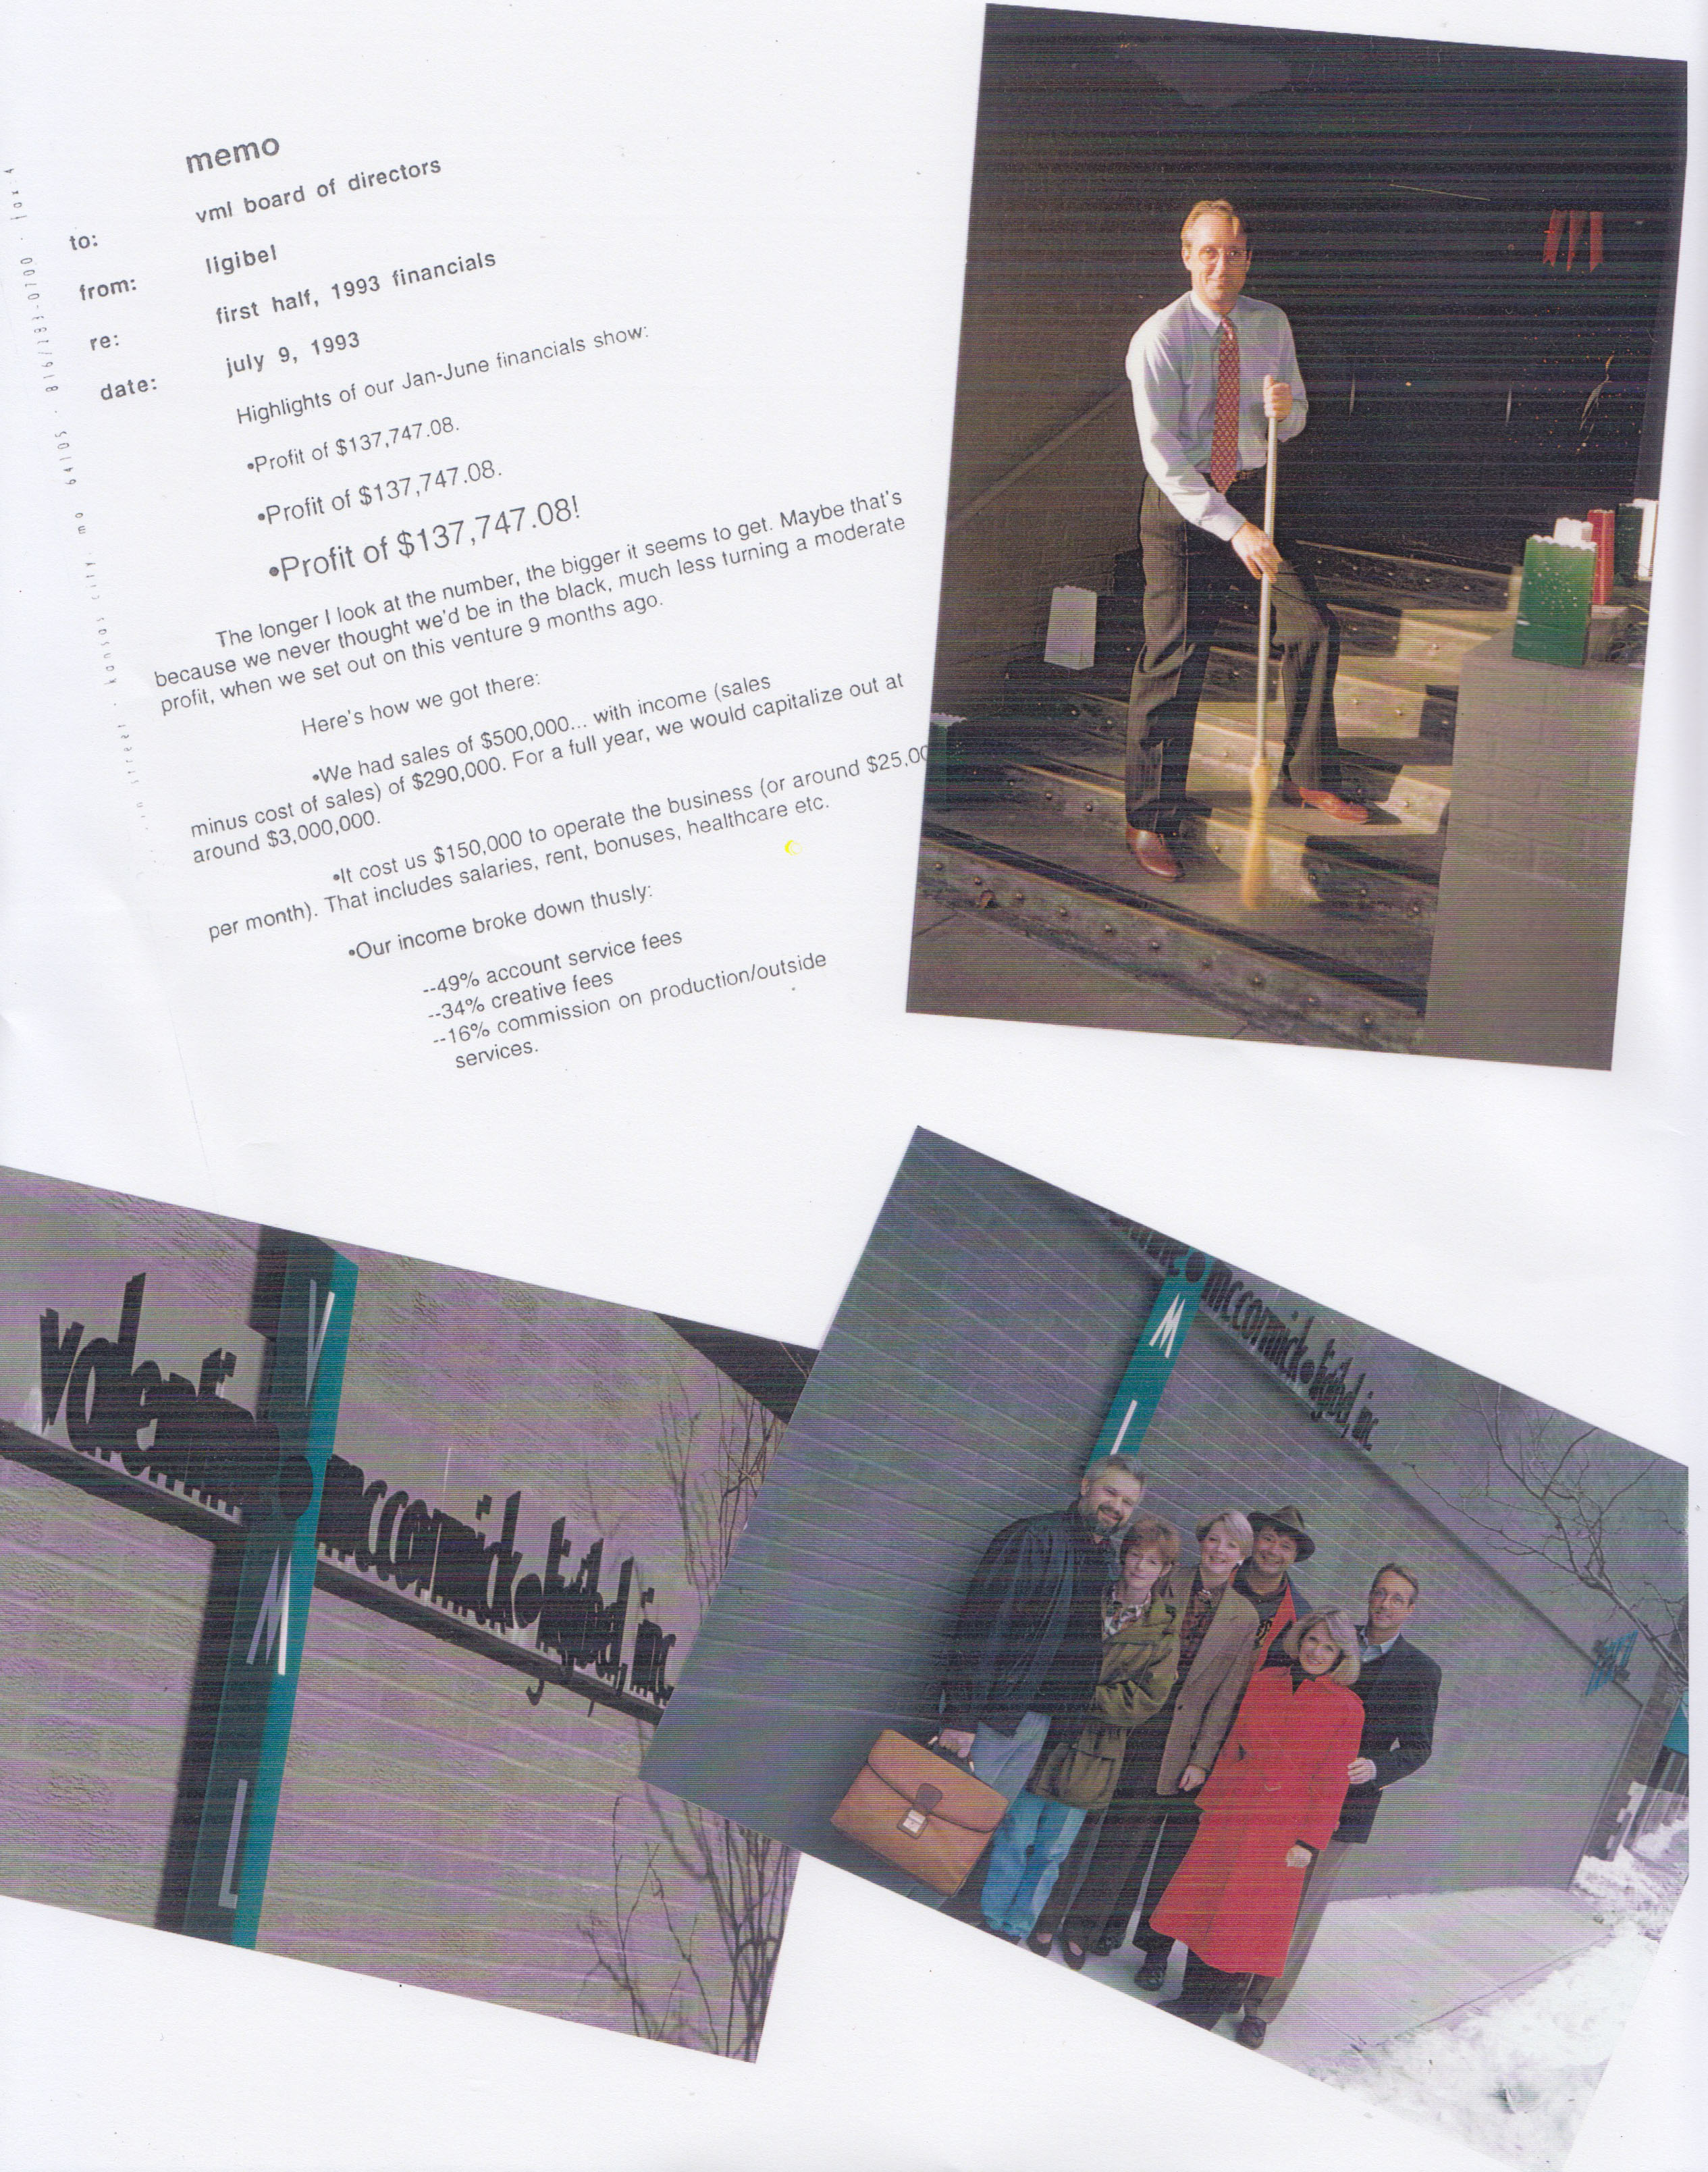 memo
to: vml board of directors
from: ligibel
re: first half, 1993 financials
date: july 9, 1993
Highlights of our Jan-June financials show:
•Profit of $137,747.08.
•Profit of $137,747.08.
•Profit of $137,747.08!
The longer I look at the number, the bigger it seems to get. Maybe that's
because we never thought we'd be in the black, much less turning a moderate
profit, when we set out on this venture 9 months ago.
Here's how we got there:
•We had sales of $500,000... with income (sales
minus cost of sales) of $290,000. For a full year, we would capitalize out at
around $3,000,000.
•It cost us $150,000 to operate the business (or around $25,00
per month). That includes salaries, rent, bonuses, healthcare etc.
•Our income broke down thusly:
--49% account service fees
--34% creative fees
--16% commission on production/outside
services.
street · kansas city, mo 64105 · 816/283-0700 · fax 4
V
valentine•mccormick•ligibel, inc.
M
L
mccormick•ligibel, inc.
M
L